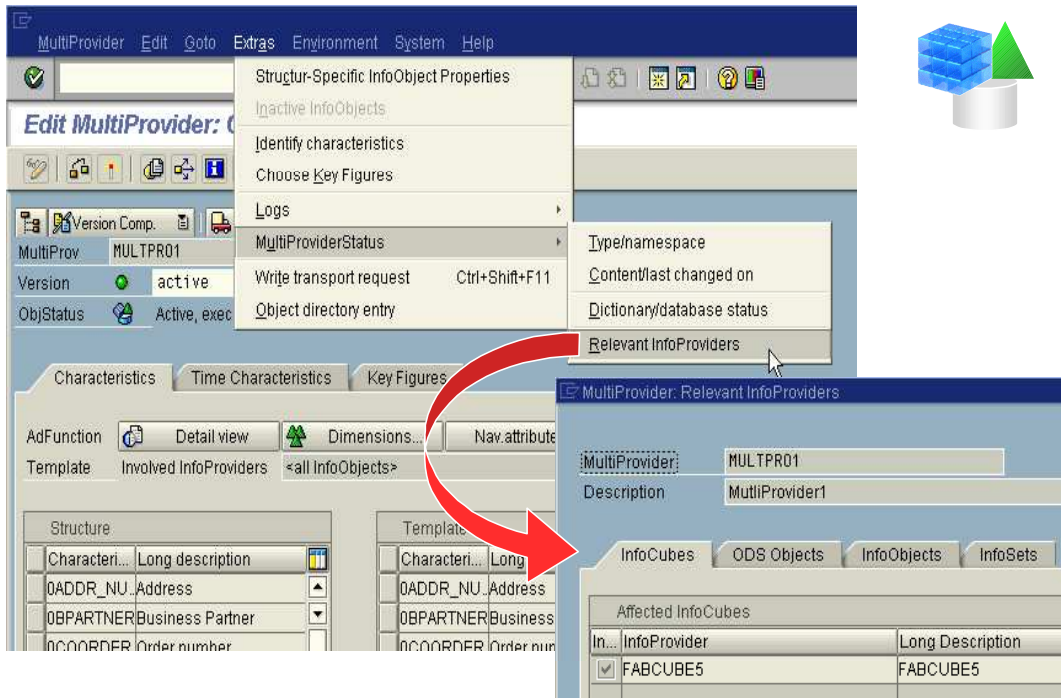 MultiProvider Edit Goto Extras Environment System Help
Structur-Specific InfoObject Properties
Inactive InfoObjects
Identify characteristics
Choose Key Figures
Logs
MultiProviderStatus
Write transport request Ctrl+Shift+F11
Object directory entry
Type/namespace
Content/last changed on
Dictionary/database status
Relevant InfoProviders
Edit MultiProvider:
Version Comp.
MultiProv MULTPRO1
Version active
ObjStatus Active, exec
Characteristics Time Characteristics Key Figures
AdFunction Detail view Dimensions... Nav.attribute
Template Involved InfoProviders <all InfoObjects>
Structure
Characteri... Long description
0ADDR_NU.. Address
0BPARTNER Business Partner
0COORDER Order number
Template
Characteri... Long
0ADDR_NU.. Address
0BPARTNER Business
0COORDER Order num
MultiProvider: Relevant InfoProviders
MultiProvider MULTPRO1
Description MutliProvider1
InfoCubes ODS Objects InfoObjects InfoSets
Affected InfoCubes
In... InfoProvider Long Description
FABCUBE5 FABCUBE5